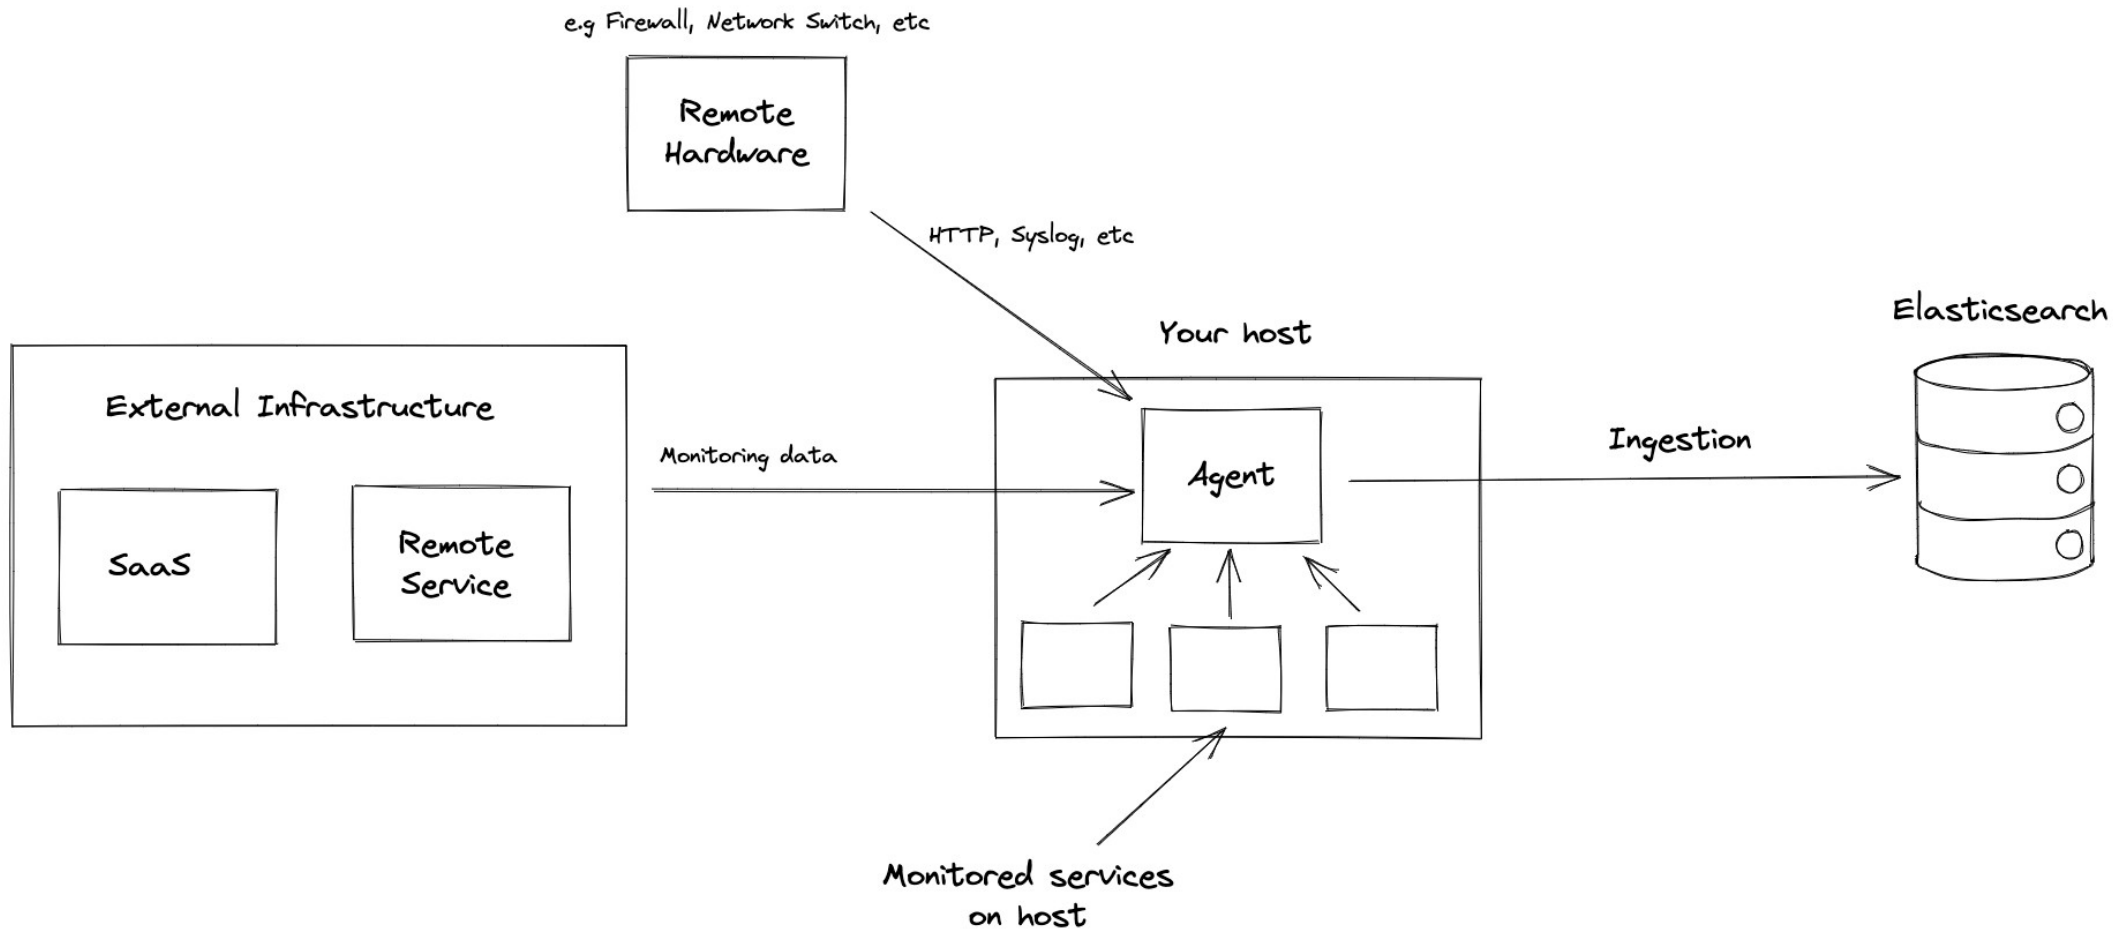 e.g Firewall, Network Switch, etc
Remote
Hardware
HTTP, Syslog, etc
Your host
Elasticsearch
External Infrastructure
Monitoring data
Agent
Ingestion
SaaS
Remote
Service
Monitored services
on host